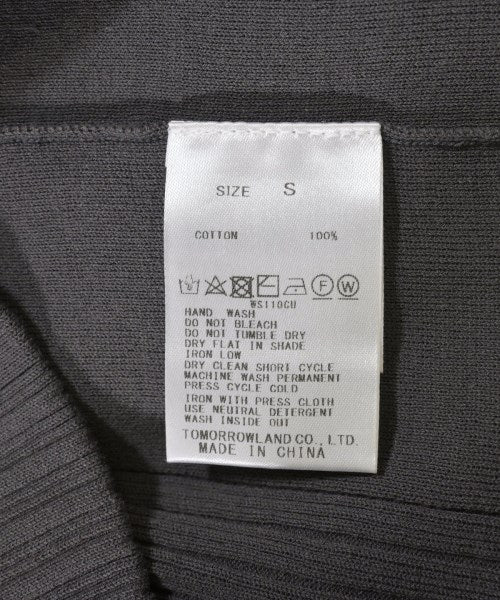 SIZE S
COTTON 100%
F W
WS110CU
HAND WASH
DO NOT BLEACH
DO NOT TUMBLE DRY
DRY FLAT IN SHADE
IRON LOW
DRY CLEAN SHORT CYCLE
MACHINE WASH PERMANENT
PRESS CYCLE COLD
IRON WITH PRESS CLOTH
USE NEUTRAL DETERGENT
WASH INSIDE OUT
TOMORROWLAND CO., LTD.
MADE IN CHINA